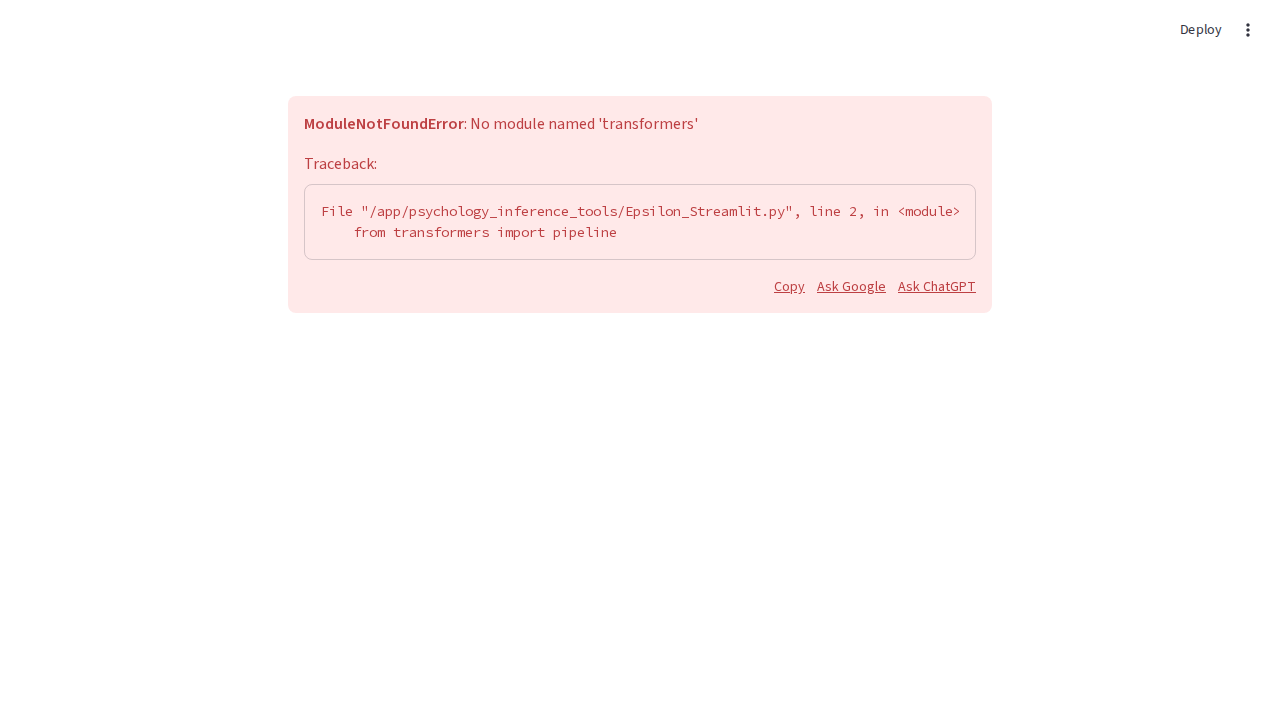 Deploy
ModuleNotFoundError: No module named 'transformers'
Traceback:
File "/app/psychology_inference_tools/Epsilon_Streamlit.py", line 2, in <module>
    from transformers import pipeline
Copy Ask Google Ask ChatGPT